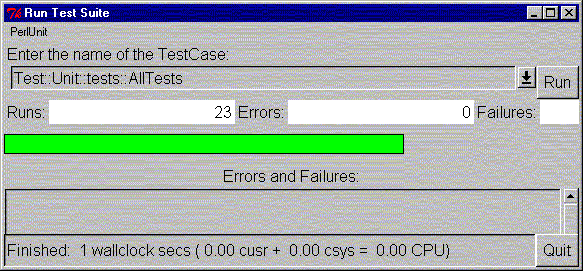 Run Test Suite
PerlUnit
Enter the name of the TestCase:
Test::Unit::tests::AllTests
Run
Runs: 23 Errors: 0 Failures:
Errors and Failures:
Finished: 1 wallclock secs ( 0.00 cusr + 0.00 csys = 0.00 CPU)
Quit